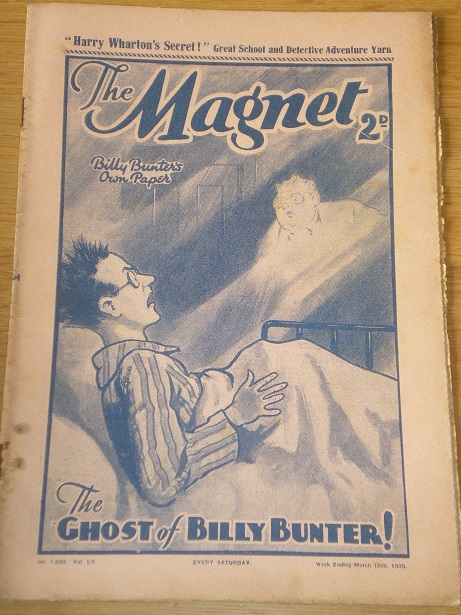 "Harry Wharton's Secret!" Great School and Detective Adventure Yarn.
The Magnet 2D
Billy Bunter's
Own Paper
The
GHOST of BILLY BUNTER!
EVERY SATURDAY. Week Ending March